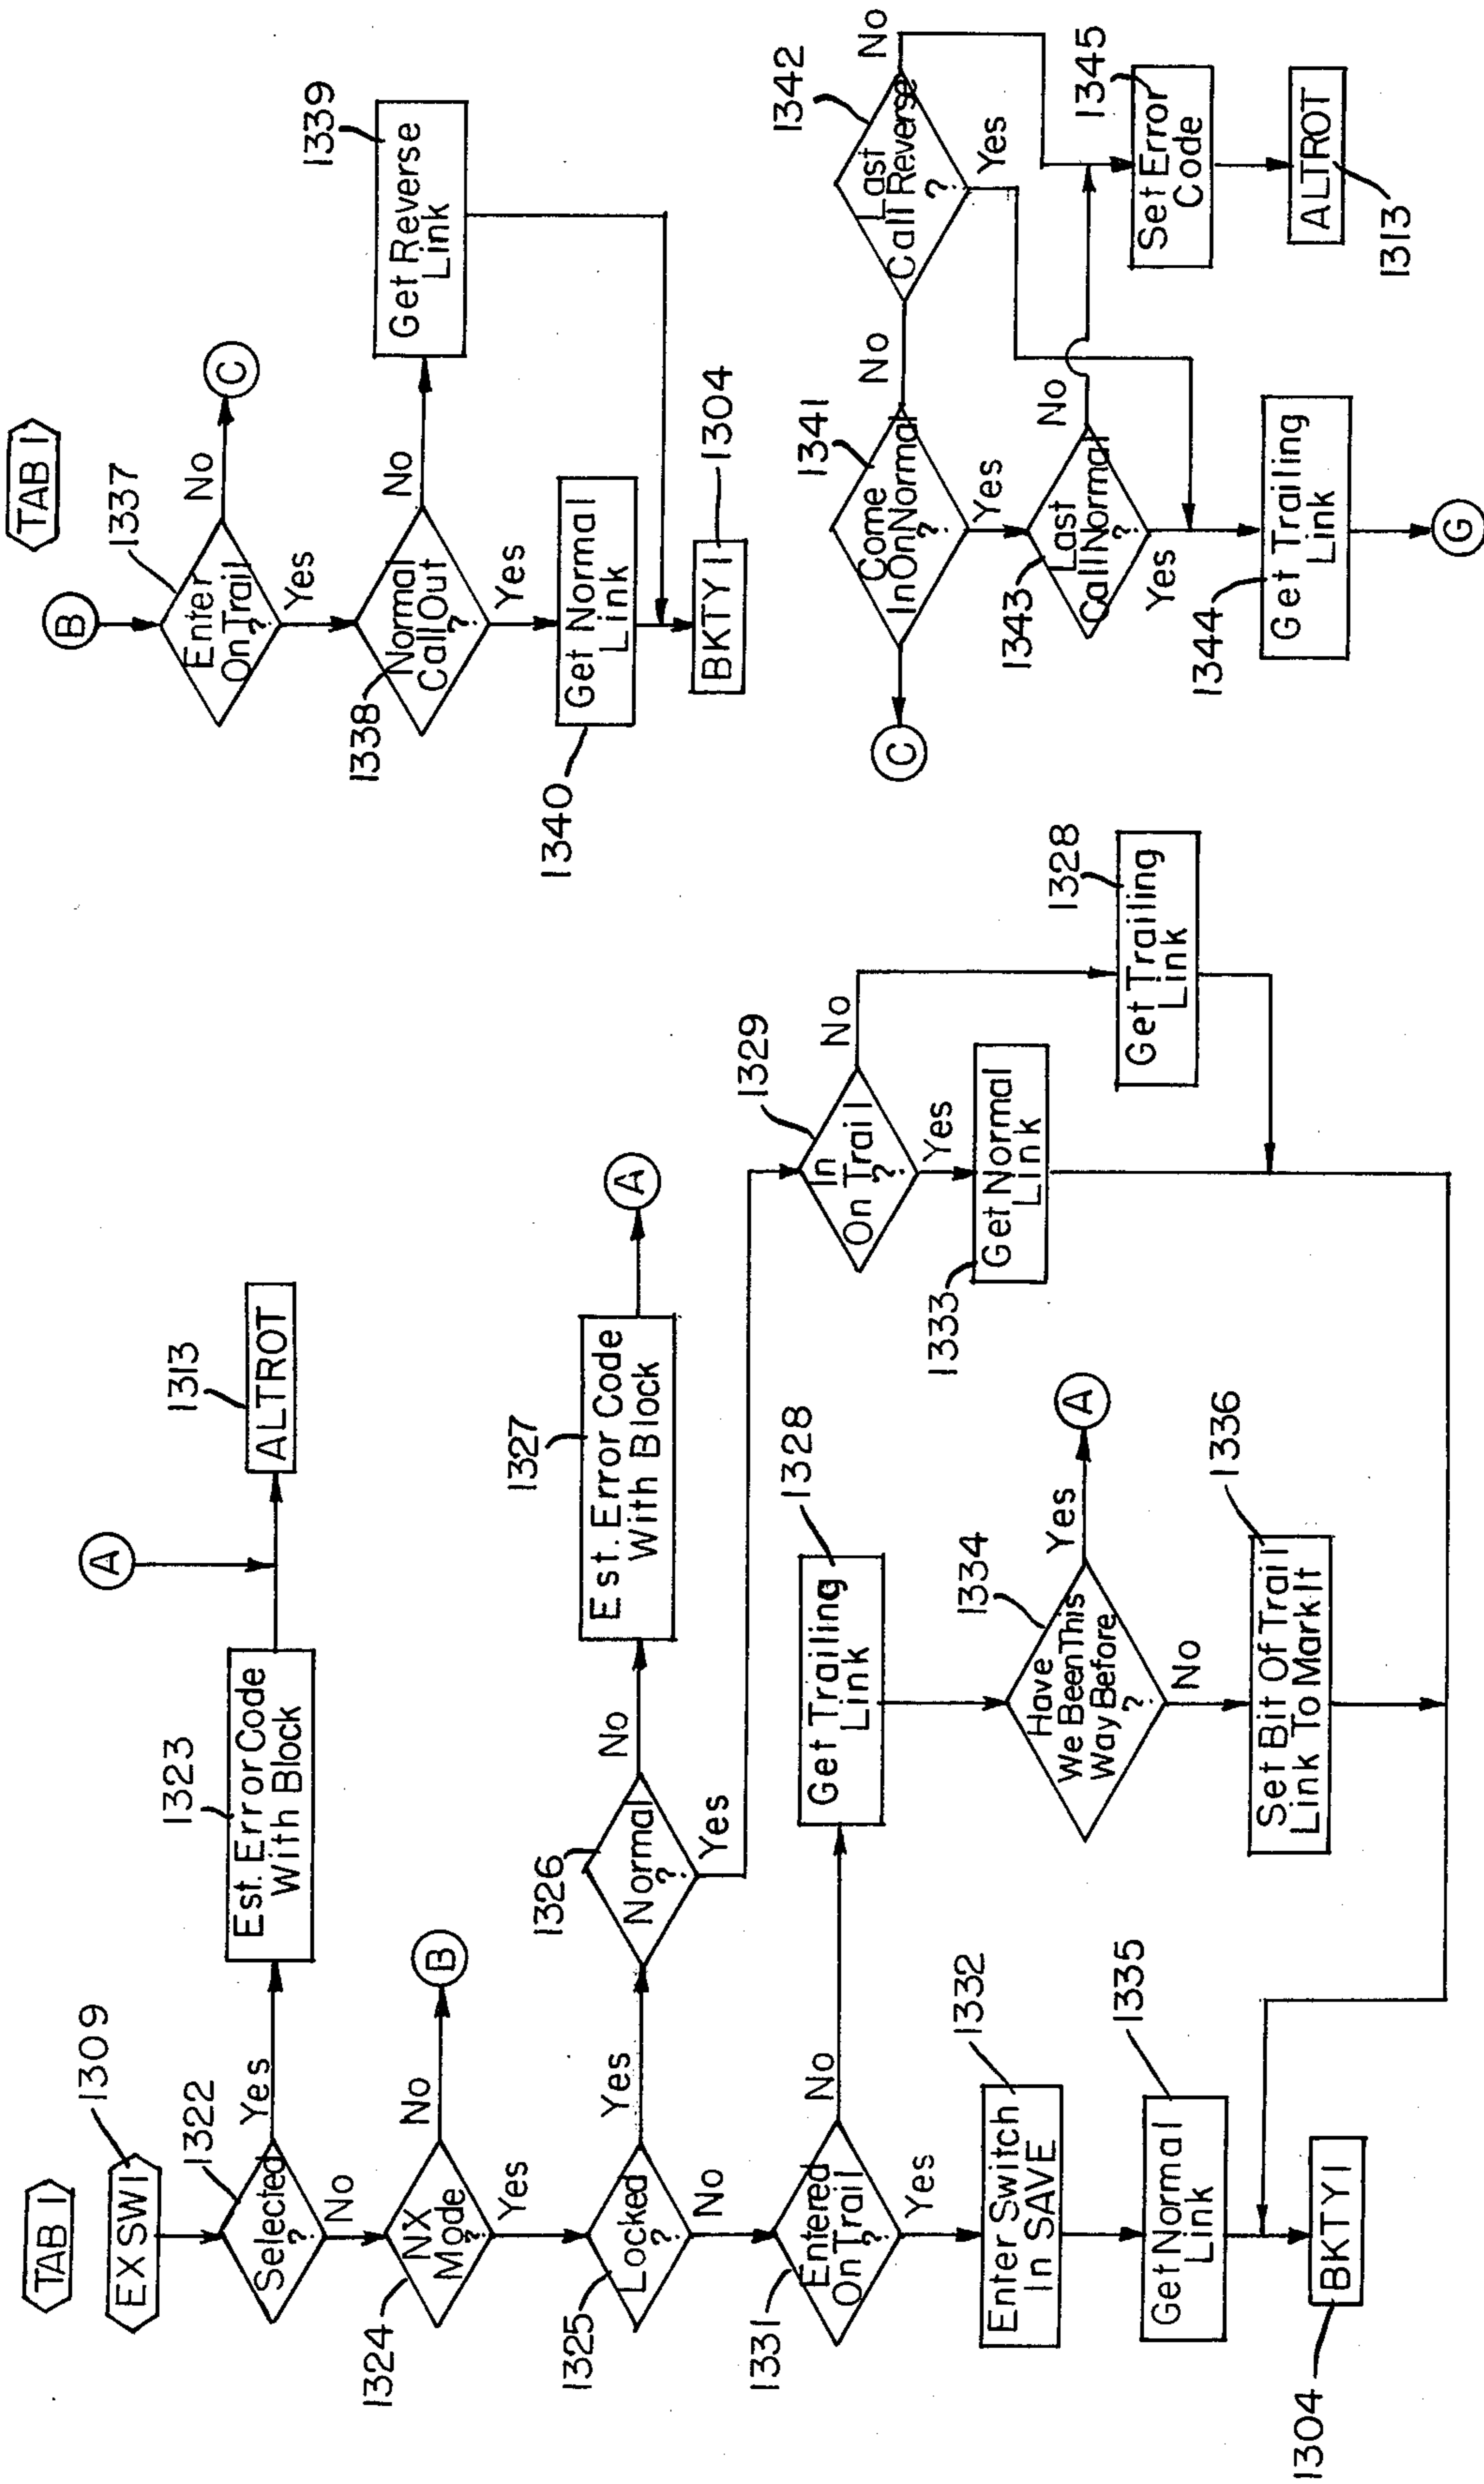 TAB 1
EXSW1
1309
Selected
?
1322
Yes
No
Est. Error Code
With Block
1323
A
ALTROT
1313
NX
Mode
?
1324
No
B
Yes
Locked
?
1325
Yes
No
Normal
?
1326
No
Yes
Est. Error Code
With Block
1327
A
Entered
On Trail
?
1331
No
Yes
Get Trailing
Link
1328
Have
We Been This
Way Before
?
1334
Yes
A
No
Set Bit Of Trail
Link To Mark It
1336
In
On Trail
?
1329
No
Yes
Get Normal
Link
1333
Get Trailing
Link
1328
Enter Switch
In SAVE
1332
Get Normal
Link
1335
BKTY1
1304
TAB 1
B
Enter
On Trail
?
1337
No
C
Yes
Normal
Call Out
?
1338
No
Yes
Get Reverse
Link
1339
Get Normal
Link
1340
BKTY1
1304
C
Come
In On Normal
?
1341
No
Yes
Last
Call Reverse
?
1342
No
Yes
Last
Call Normal
?
1343
No
Yes
Get Trailing
Link
1344
G
Set Error
Code
1345
ALTROT
1313